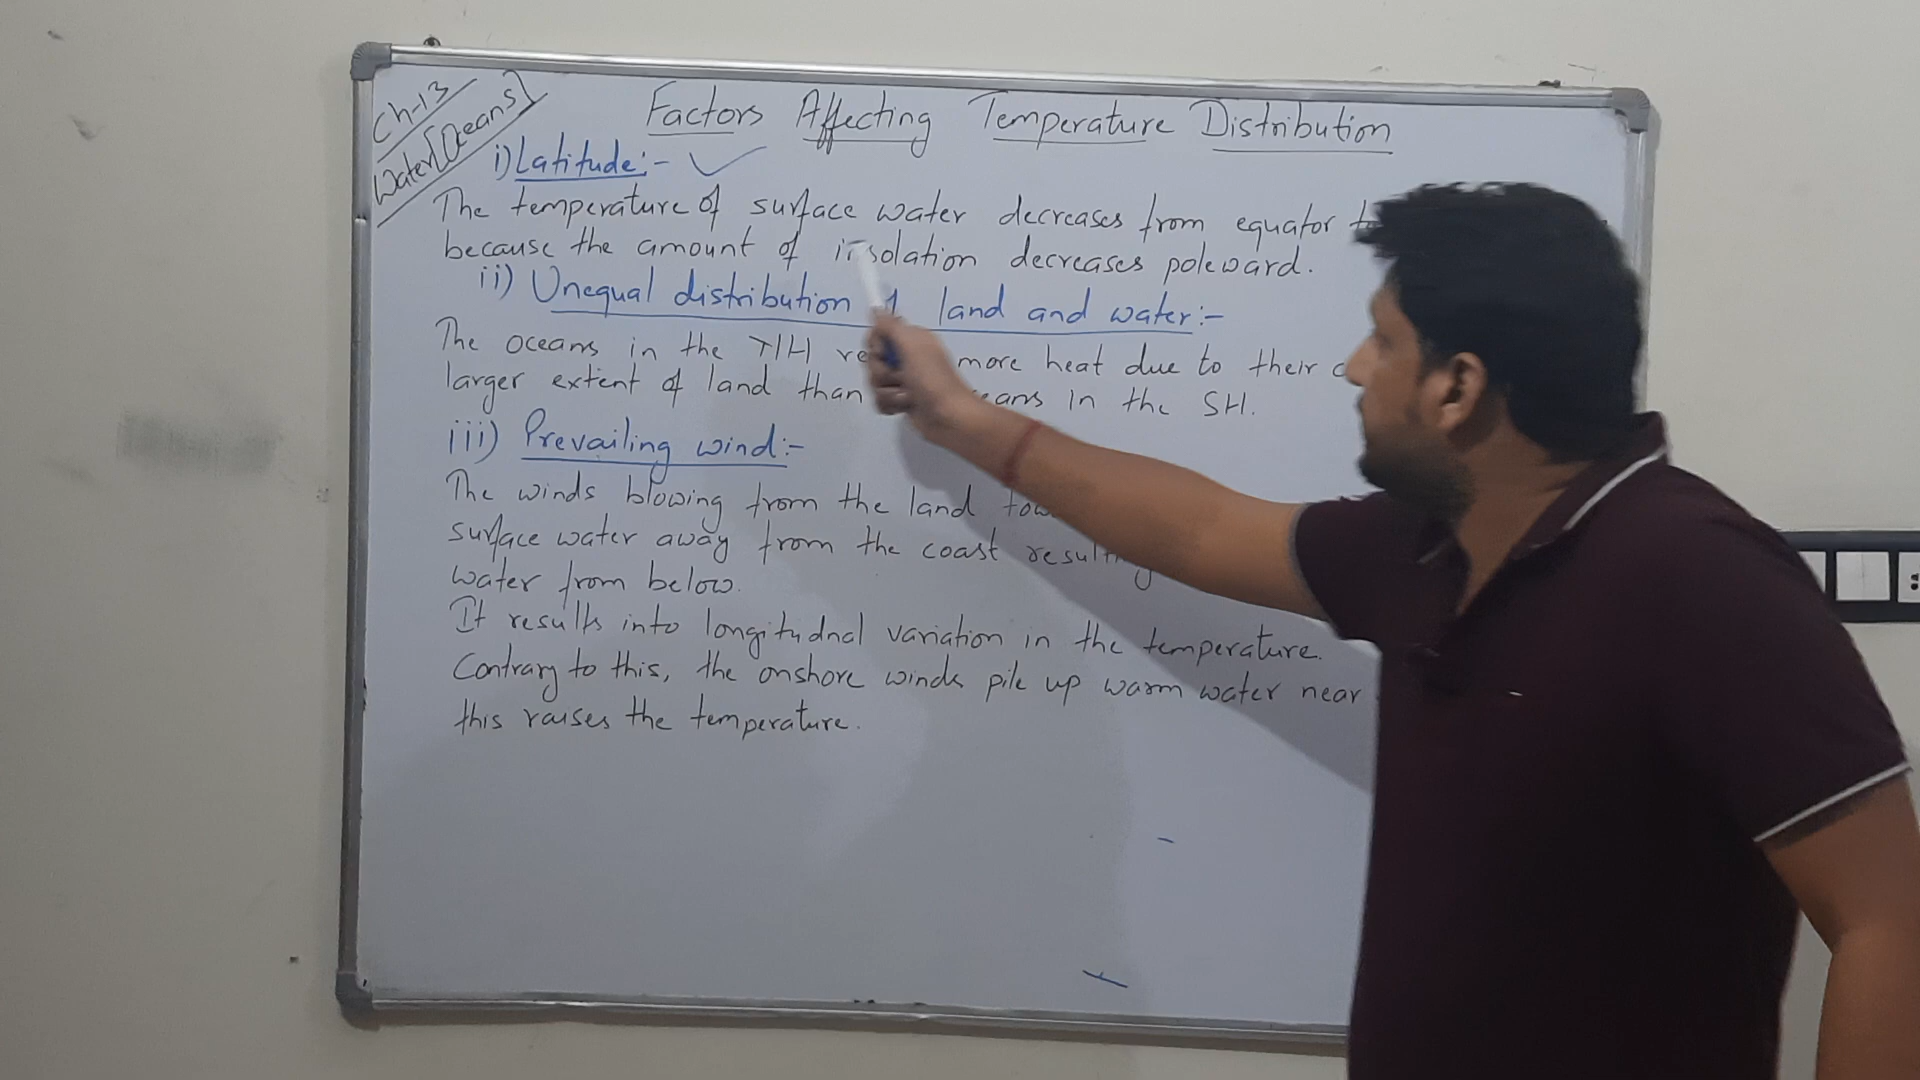 Ch-13
Water[Oceans]
Factors Affecting Temperature Distribution
i) Latitude:-
The temperature of surface water decreases from equator
because the amount of insolation decreases poleward.
ii) Unequal distribution land and water:-
The oceans in the more heat due to their
larger extent of land than in the SH.
iii) Prevailing wind:-
The winds blowing from the land
surface water away from the coast
water from below.
It results into longitudnal variation in the temperature.
Contrary to this, the onshore winds pile up warm water near
this raises the temperature.